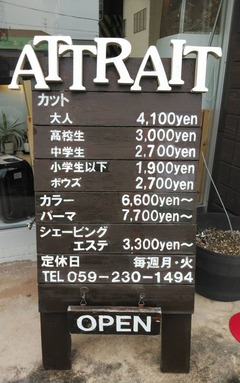 ATTRAIT
カット
大人 4,100yen
高校生 3,000yen
中学生 2,700yen
小学生以下 1,900yen
ボウズ 2,700yen
カラー 6,600yen〜
パーマ 7,700yen〜
シェービング
エステ 3,300yen〜
定休日 毎週月・火
TEL 059-230-1494
OPEN